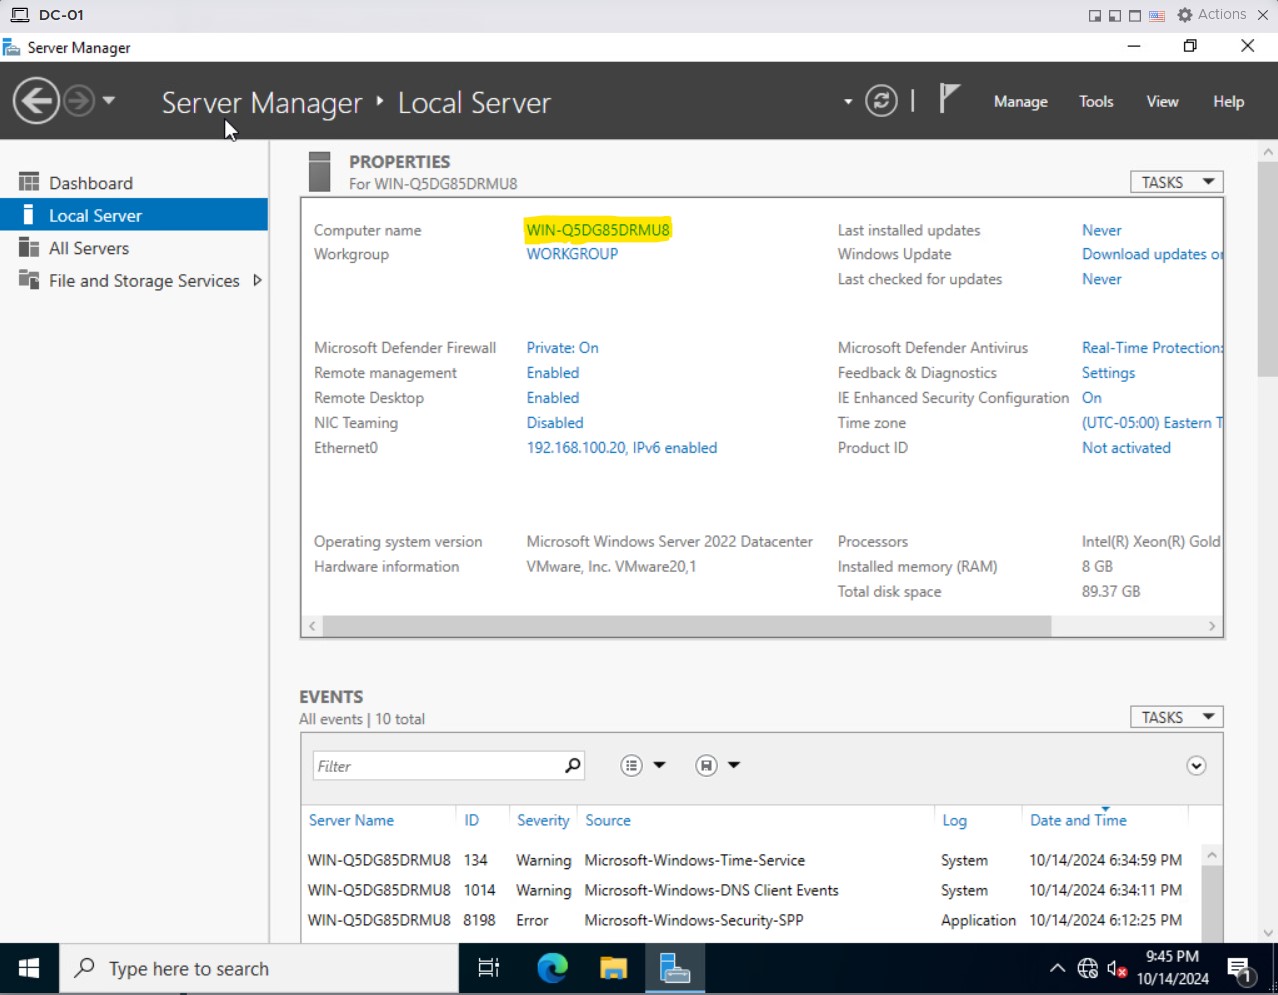 DC-01
Actions
Server Manager
Server Manager Local Server
Manage Tools View Help
Dashboard
Local Server
All Servers
File and Storage Services
PROPERTIES
For WIN-Q5DG85DRMU8
TASKS
Computer name WIN-Q5DG85DRMU8 Last installed updates Never
Workgroup WORKGROUP Windows Update Download updates or
Last checked for updates Never
Microsoft Defender Firewall Private: On Microsoft Defender Antivirus Real-Time Protection:
Remote management Enabled Feedback & Diagnostics Settings
Remote Desktop Enabled IE Enhanced Security Configuration On
NIC Teaming Disabled Time zone (UTC-05:00) Eastern T
Ethernet0 192.168.100.20, IPv6 enabled Product ID Not activated
Operating system version Microsoft Windows Server 2022 Datacenter Processors Intel(R) Xeon(R) Gold
Hardware information VMware, Inc. VMware20,1 Installed memory (RAM) 8 GB
Total disk space 89.37 GB
EVENTS
All events | 10 total
TASKS
Filter
Server Name ID Severity Source Log Date and Time
WIN-Q5DG85DRMU8 134 Warning Microsoft-Windows-Time-Service System 10/14/2024 6:34:59 PM
WIN-Q5DG85DRMU8 1014 Warning Microsoft-Windows-DNS Client Events System 10/14/2024 6:34:11 PM
WIN-Q5DG85DRMU8 8198 Error Microsoft-Windows-Security-SPP Application 10/14/2024 6:12:25 PM
Type here to search
9:45 PM
10/14/2024
1